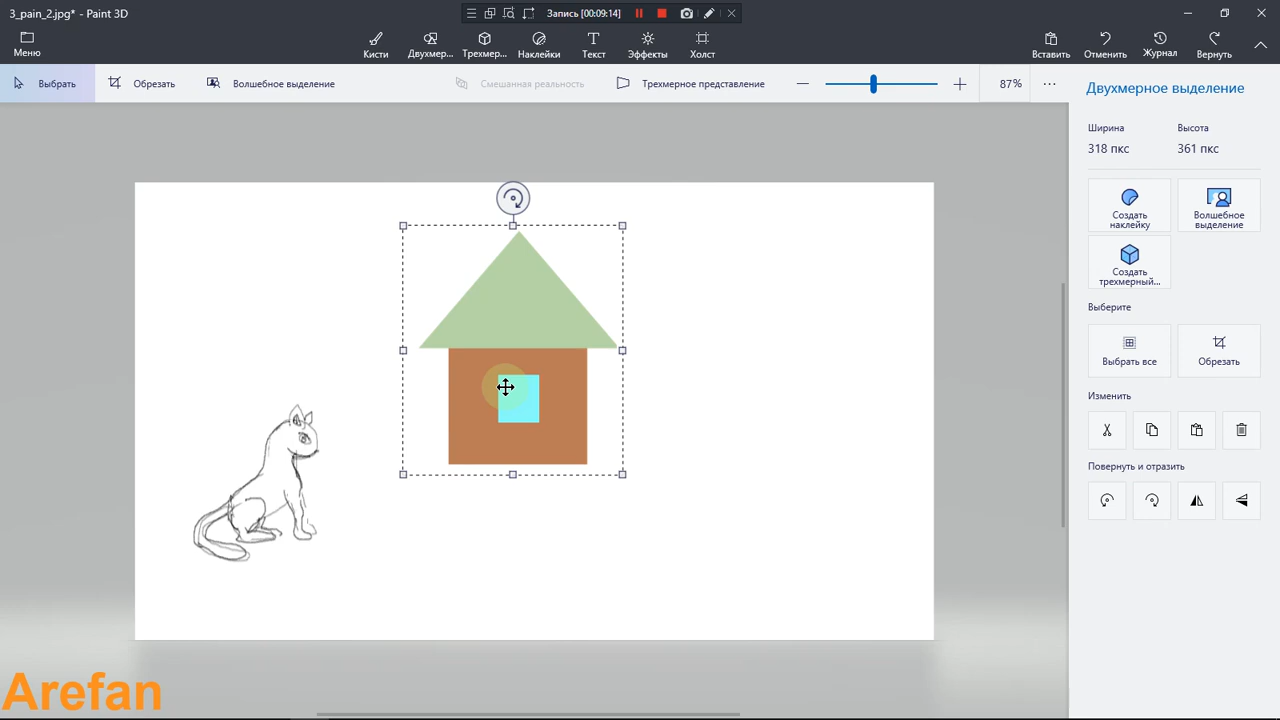 3_pain_2.jpg* - Paint 3D
Запись [00:09:14]
Меню
Кисти
Двухмер...
Трехмер...
Наклейки
Текст
Эффекты
Холст
Вставить
Отменить
Журнал
Вернуть
Выбрать
Обрезать
Волшебное выделение
Смешанная реальность
Трехмерное представление
87%
Двухмерное выделение
Ширина
Высота
318 пкс
361 пкс
Создать
наклейку
Волшебное
выделение
Создать
трехмерный...
Выберите
Выбрать все
Обрезать
Изменить
Повернуть и отразить
Arefan